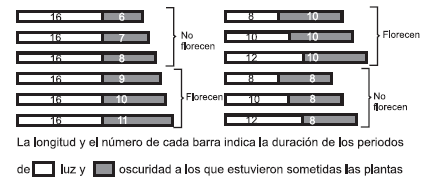 16 6
16 7
16 8
No
florecen
16 9
16 10
16 11
Florecen
8 10
10 10
12 10
Florecen
8 8
10 8
12 8
No
florecen
La longitud y el número de cada barra indica la duración de los periodos
de luz y oscuridad a los que estuvieron sometidas las plantas